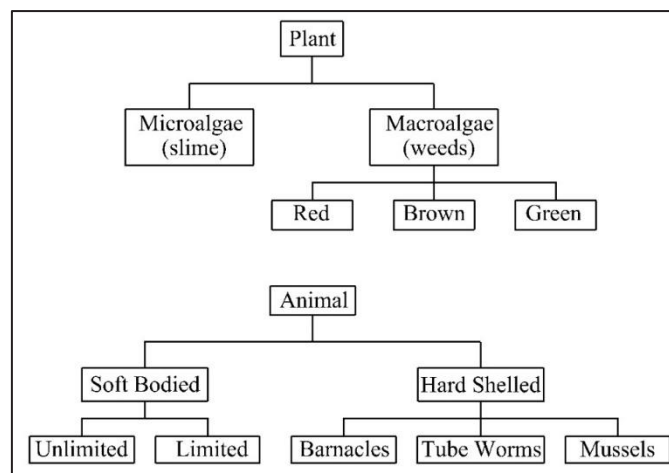 Plant
Microalgae
(slime)
Macroalgae
(weeds)
Red
Brown
Green
Animal
Soft Bodied
Hard Shelled
Unlimited
Limited
Barnacles
Tube Worms
Mussels